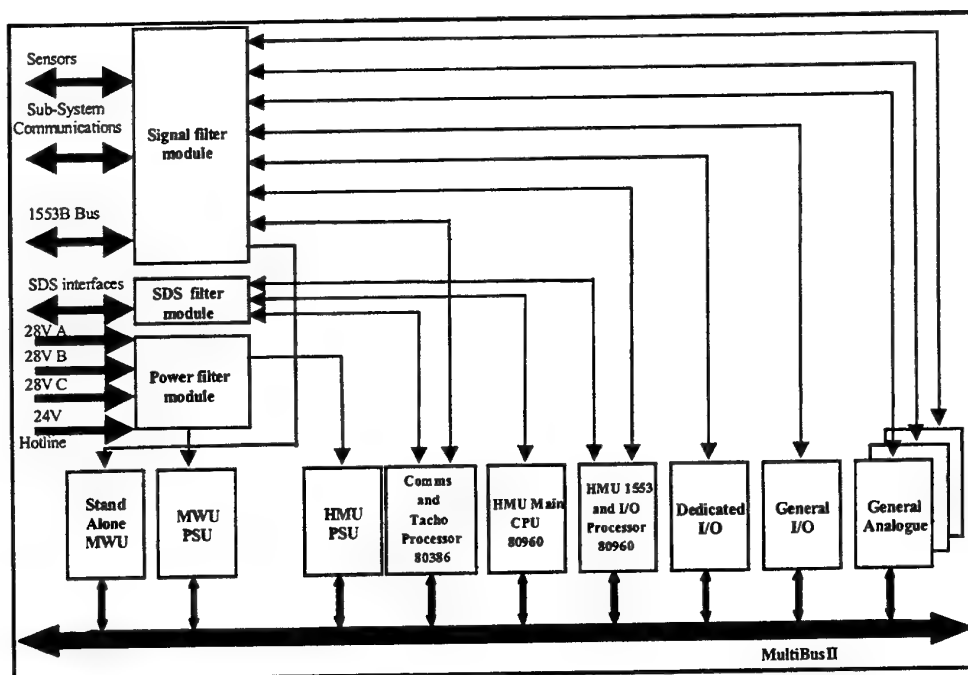 Sensors
Sub-System
Communications
1553B Bus
SDS interfaces
28V A
28V B
28V C
24V
Hotline
Signal filter
module
SDS filter
module
Power filter
module
Stand
Alone
MWU
MWU
PSU
HMU
PSU
Comms
and
Tacho
Processor
80386
HMU Main
CPU
80960
HMU 1553
and I/O
Processor
80960
Dedicated
I/O
General
I/O
General
Analogue
MultiBus II